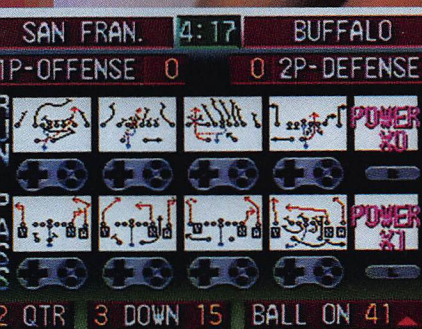 SAN FRAN. 4:17 BUFFALO
1P-OFFENSE 0 0 2P-DEFENSE
RUN
POWER X0
PASS
POWER X1
2 QTR 3 DOWN 15 BALL ON 41